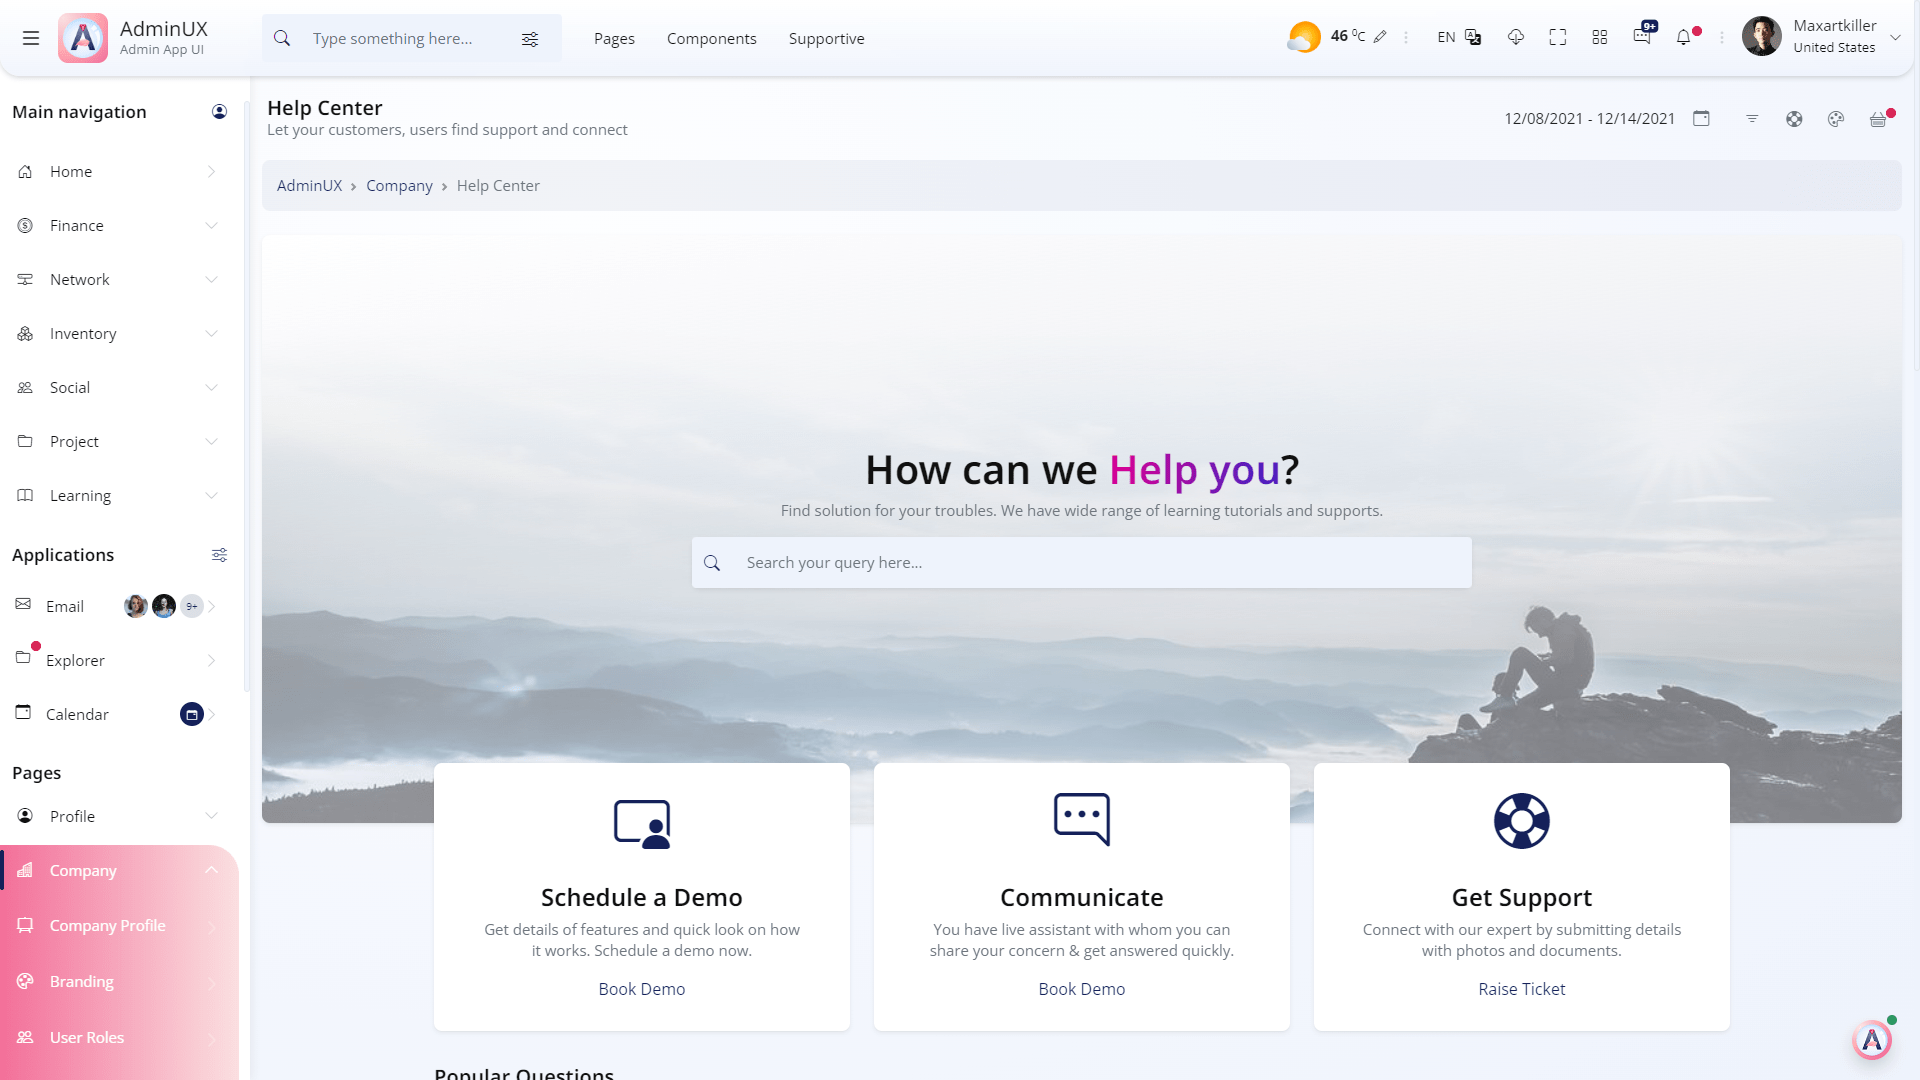 AdminUX
Admin App UI
Type something here...
Pages
Components
Supportive
46 °C
EN
9+
Maxartkiller
United States
Main navigation
Home
Finance
Network
Inventory
Social
Project
Learning
Applications
Email
9+
Explorer
Calendar
Pages
Profile
Company
Company Profile
Branding
User Roles
Help Center
Let your customers, users find support and connect
12/08/2021 - 12/14/2021
AdminUX › Company › Help Center
How can we Help you?
Find solution for your troubles. We have wide range of learning tutorials and supports.
Search your query here...
Schedule a Demo
Get details of features and quick look on how
it works. Schedule a demo now.
Book Demo
Communicate
You have live assistant with whom you can
share your concern & get answered quickly.
Book Demo
Get Support
Connect with our expert by submitting details
with photos and documents.
Raise Ticket
Popular Questions